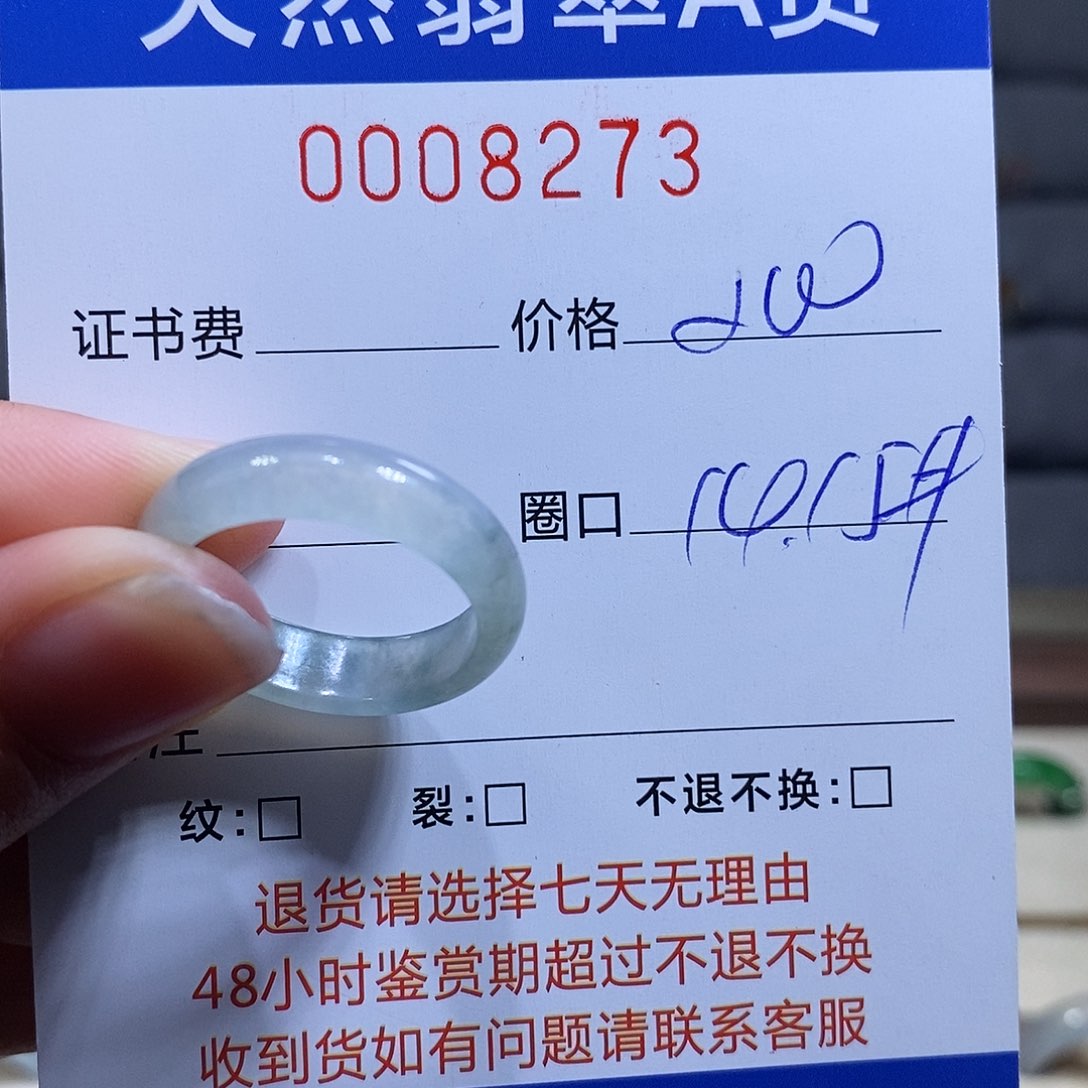 天然翡翠A货
0008273
证书费 价格 200
圈口
注
纹:□ 裂:□ 不退不换:□
退货请选择七天无理由
48小时鉴赏期超过不退不换
收到货如有问题请联系客服